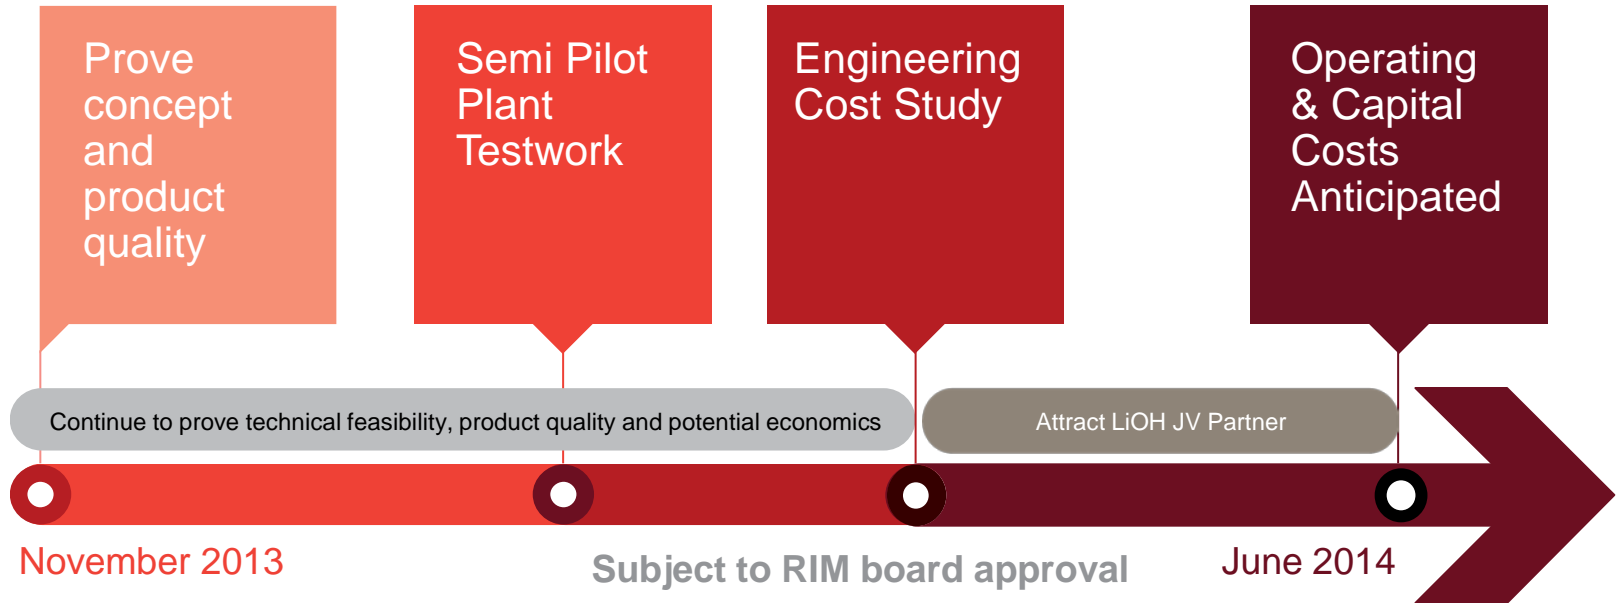 Prove
concept
and
product
quality
Semi Pilot
Plant
Testwork
Engineering
Cost Study
Operating
& Capital
Costs
Anticipated
Continue to prove technical feasibility, product quality and potential economics
Attract LiOH JV Partner
November 2013
Subject to RIM board approval
June 2014